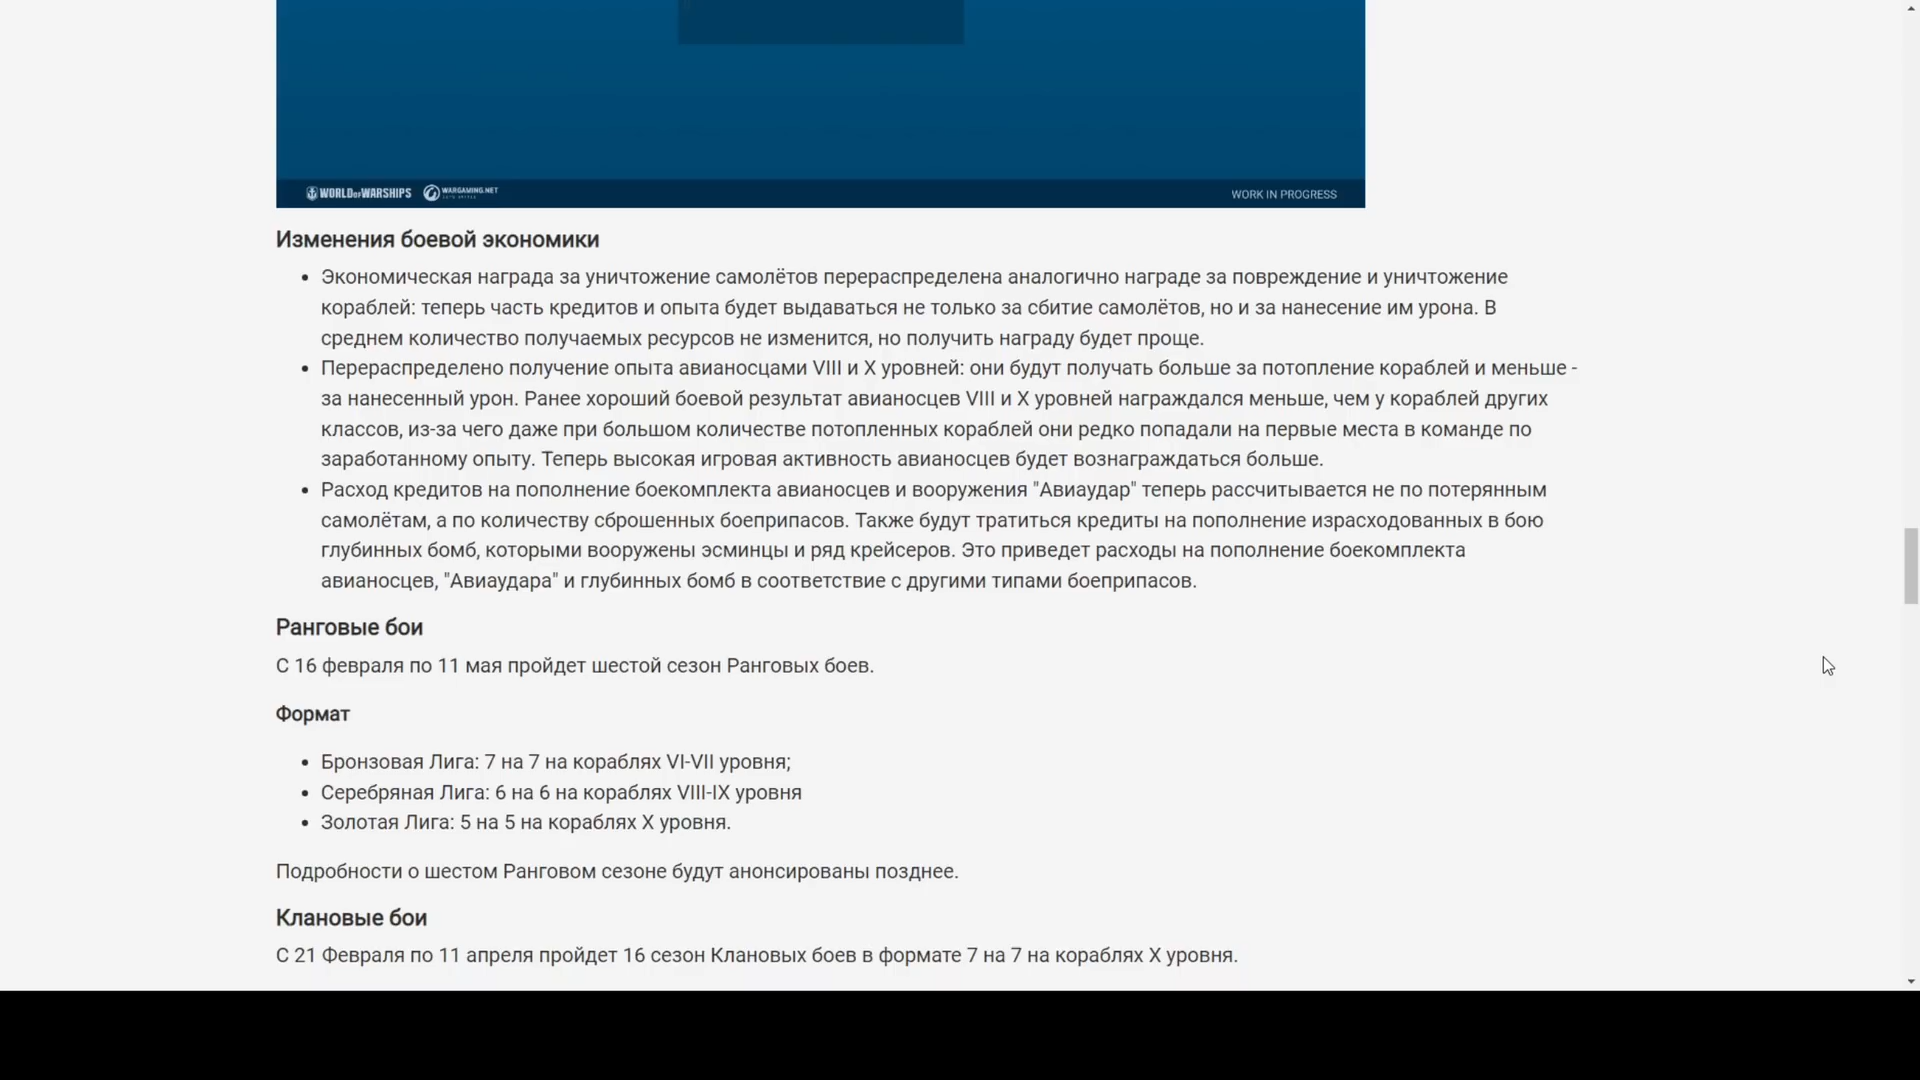 WORLD OF WARSHIPS WARGAMING.NET WORK IN PROGRESS
Изменения боевой экономики
Экономическая награда за уничтожение самолётов перераспределена аналогично награде за повреждение и уничтожение
кораблей: теперь часть кредитов и опыта будет выдаваться не только за сбитие самолётов, но и за нанесение им урона. В
среднем количество получаемых ресурсов не изменится, но получить награду будет проще.
Перераспределено получение опыта авианосцами VIII и X уровней: они будут получать больше за потопление кораблей и меньше -
за нанесенный урон. Ранее хороший боевой результат авианосцев VIII и X уровней награждался меньше, чем у кораблей других
классов, из-за чего даже при большом количестве потопленных кораблей они редко попадали на первые места в команде по
заработанному опыту. Теперь высокая игровая активность авианосцев будет вознаграждаться больше.
Расход кредитов на пополнение боекомплекта авианосцев и вооружения "Авиаудар" теперь рассчитывается не по потерянным
самолётам, а по количеству сброшенных боеприпасов. Также будут тратиться кредиты на пополнение израсходованных в бою
глубинных бомб, которыми вооружены эсминцы и ряд крейсеров. Это приведет расходы на пополнение боекомплекта
авианосцев, "Авиаудара" и глубинных бомб в соответствие с другими типами боеприпасов.
Ранговые бои
С 16 февраля по 11 мая пройдет шестой сезон Ранговых боев.
Формат
Бронзовая Лига: 7 на 7 на кораблях VI-VII уровня;
Серебряная Лига: 6 на 6 на кораблях VIII-IX уровня
Золотая Лига: 5 на 5 на кораблях X уровня.
Подробности о шестом Ранговом сезоне будут анонсированы позднее.
Клановые бои
С 21 Февраля по 11 апреля пройдет 16 сезон Клановых боев в формате 7 на 7 на кораблях X уровня.